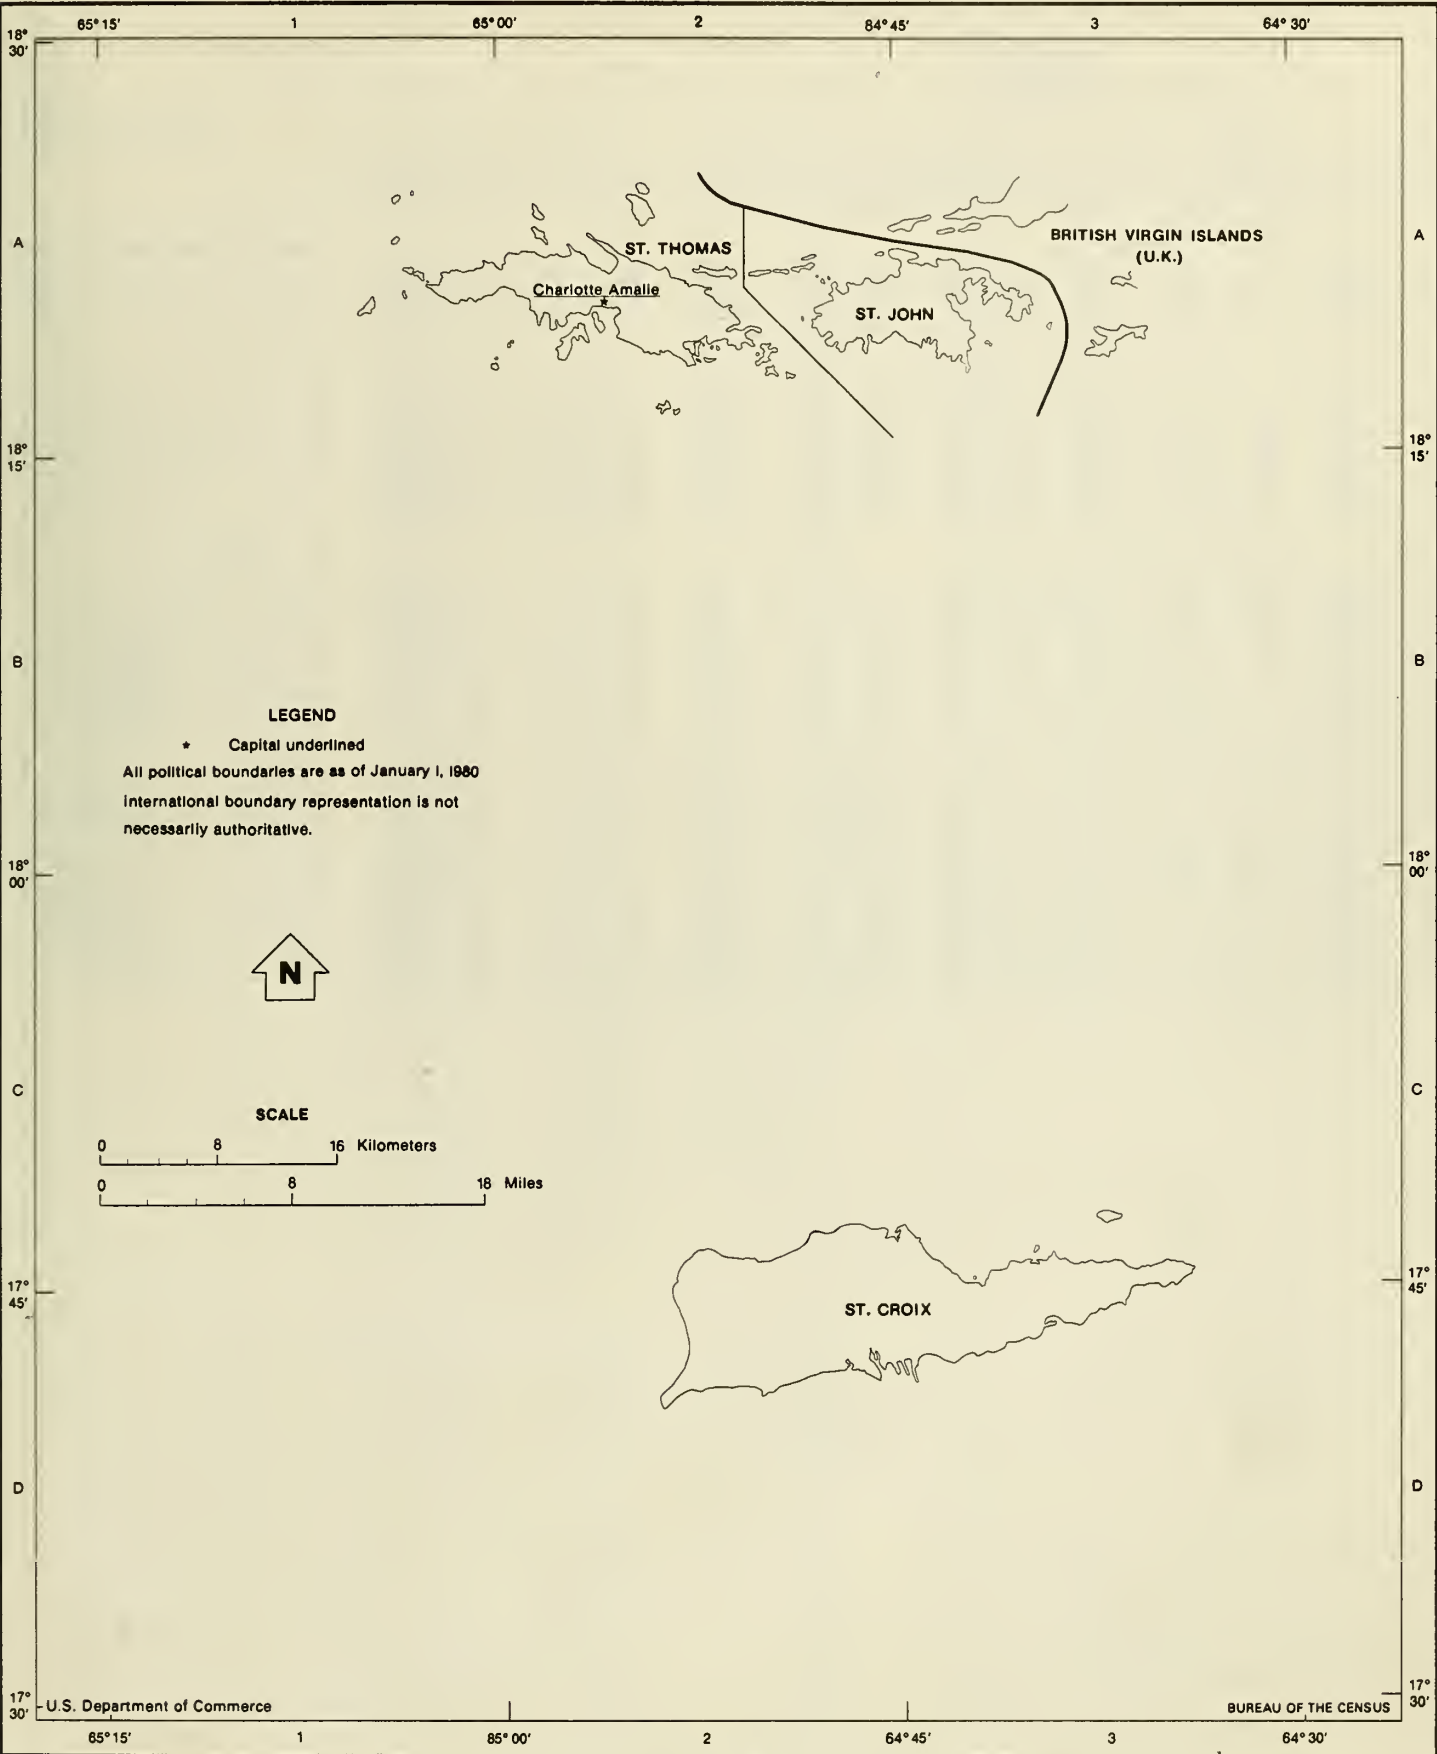 65° 15′ 1 65° 00′ 2 84° 45′ 3 64° 30′
18°
30′
A ST. THOMAS BRITISH VIRGIN ISLANDS A
(U.K.)
Charlotte Amalie
ST. JOHN
18° 18°
15′ 15′
B B
LEGEND
★ Capital underlined
All political boundaries are as of January 1, 1980
International boundary representation is not
necessarily authoritative.
18° 18°
00′ 00′
N
C C
SCALE
0 8 16 Kilometers
0 8 18 Miles
17° 17°
45′ 45′
ST. CROIX
D D
17° 17°
30′ 30′
U.S. Department of Commerce BUREAU OF THE CENSUS
65° 15′ 1 85° 00′ 2 64° 45′ 3 64° 30′